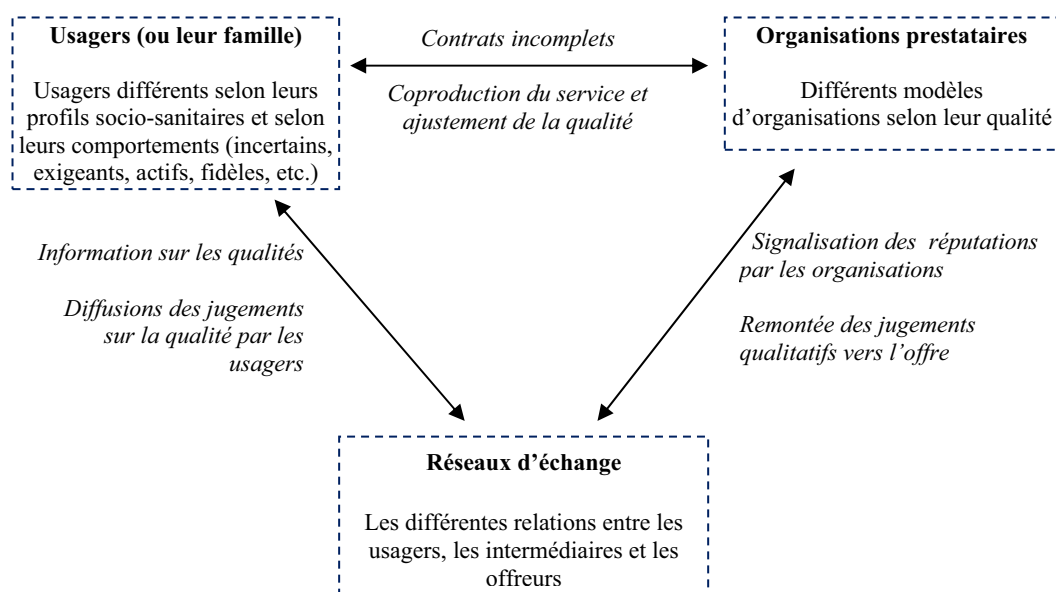 Usagers (ou leur famille)
Usagers différents selon leurs
profils socio-sanitaires et selon
leurs comportements (incertains,
exigeants, actifs, fidèles, etc.)
Contrats incomplets
Coproduction du service et
ajustement de la qualité
Organisations prestataires
Différents modèles
d’organisations selon leur qualité
Information sur les qualités
Diffusions des jugements
sur la qualité par les
usagers
Signalisation des réputations
par les organisations
Remontée des jugements
qualitatifs vers l’offre
Réseaux d’échange
Les différentes relations entre les
usagers, les intermédiaires et les
offreurs